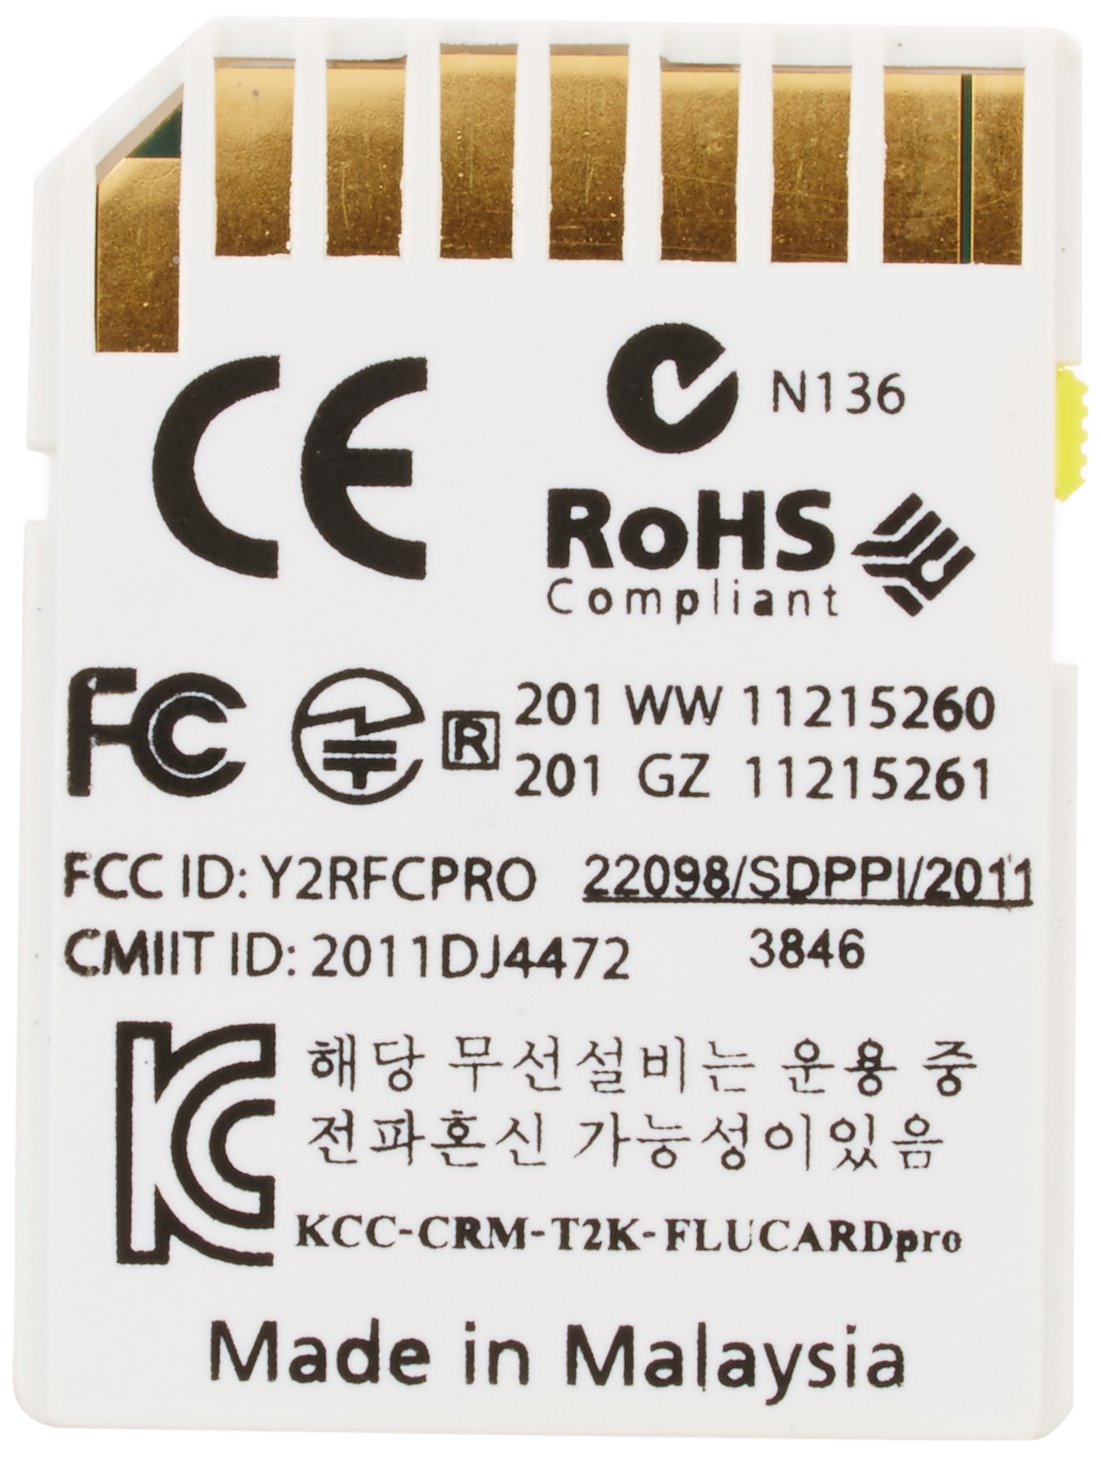 CE
N136
RoHS
Compliant
FC
R 201 WW 11215260
201 GZ 11215261
FCC ID: Y2RFCPRO 22098/SDPPI/2011
CMIIT ID: 2011DJ4472 3846
KC 해당 무선설비는 운용 중
전파혼신 가능성이있음
KCC-CRM-T2K-FLUCARDpro
Made in Malaysia